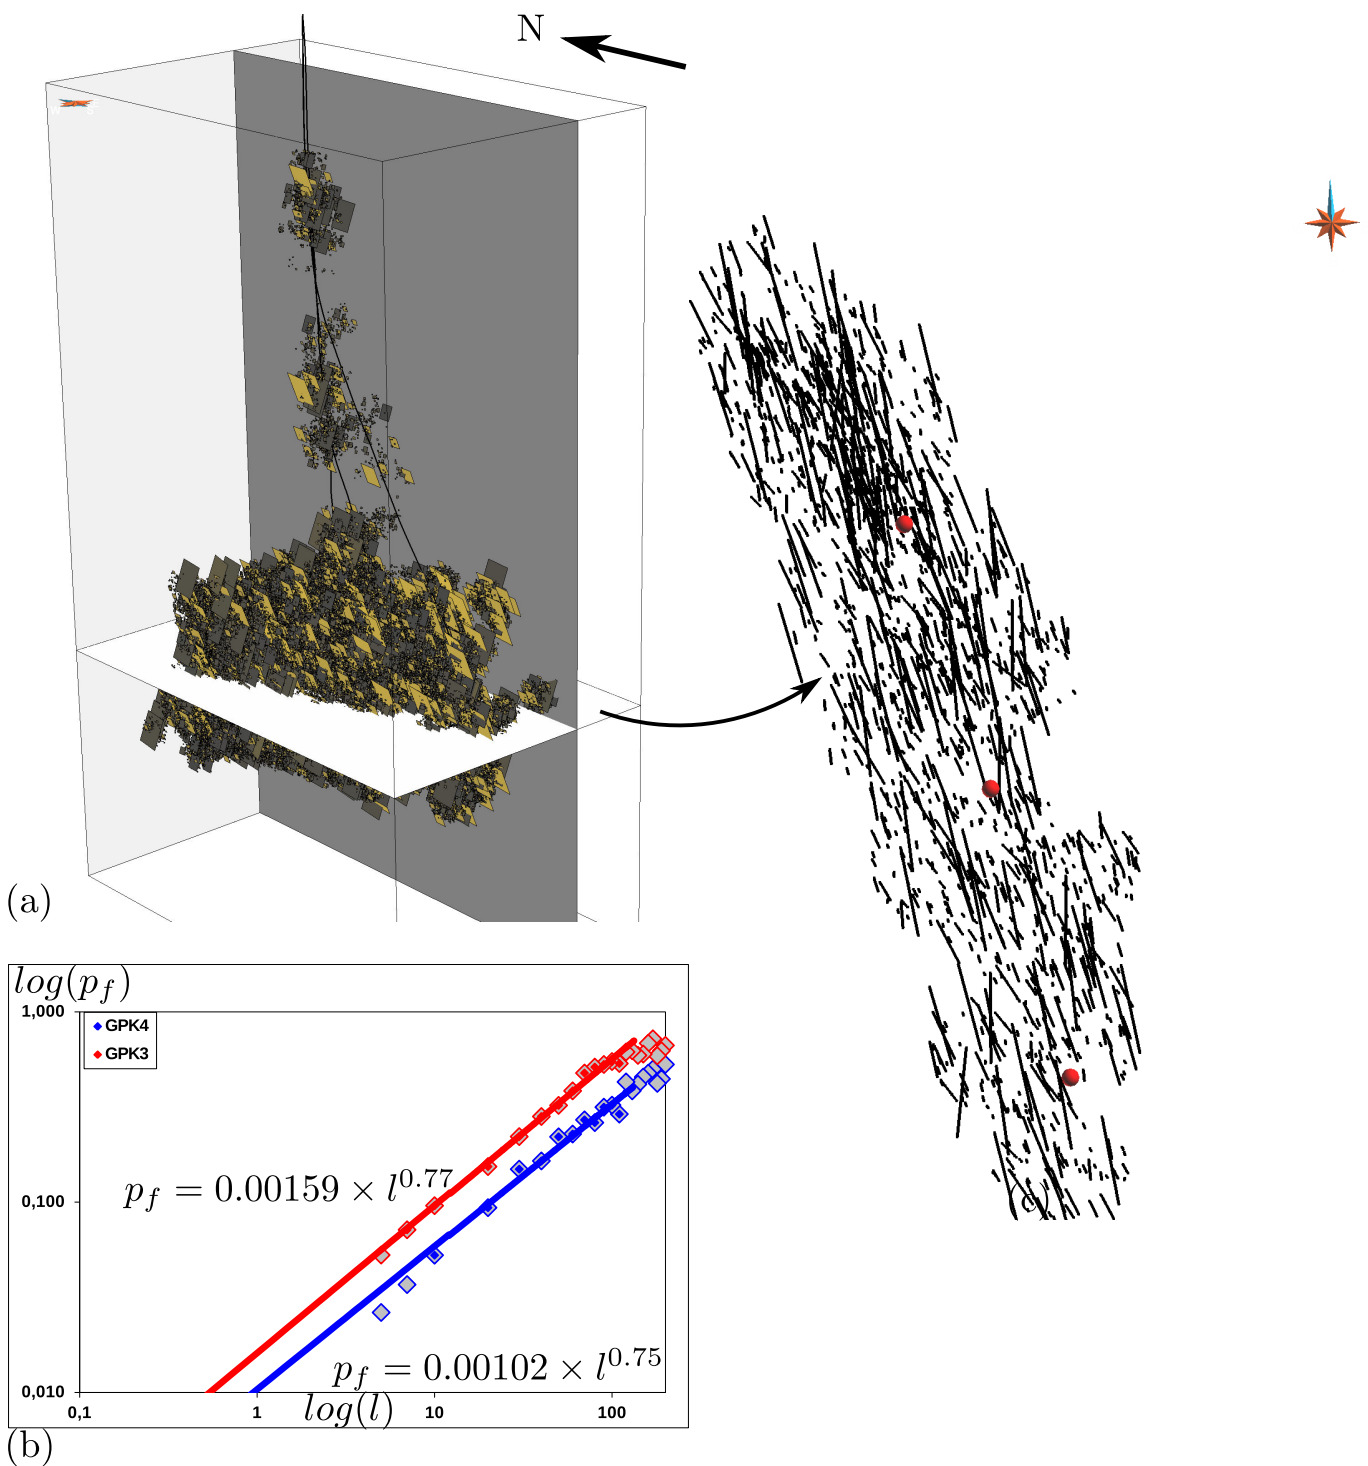 N
(a)
log(p_f)
1,000
GPK4
GPK3
p_f = 0.00159 × l^0.77
0,100
p_f = 0.00102 × l^0.75
0,010
0,1 1 10 100
log(l)
(b)
(c)